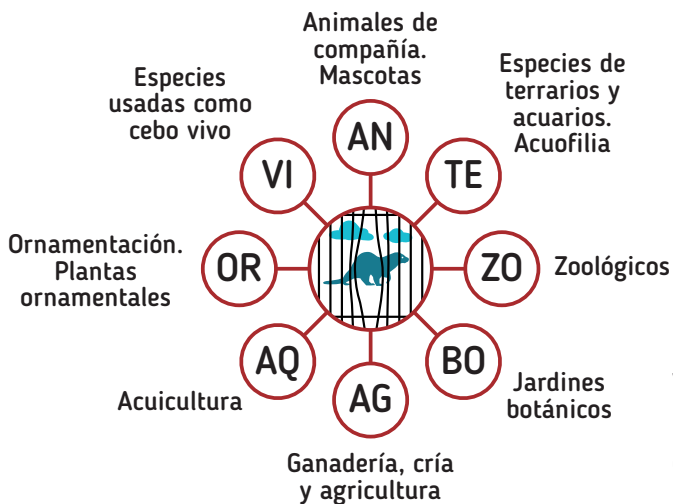 Animales de
compañía.
Mascotas
AN
Especies de
terrarios y
acuarios.
Acuofilia
TE
Zoológicos
ZO
Jardines
botánicos
BO
Ganadería, cría
y agricultura
AG
Acuicultura
AQ
Ornamentación.
Plantas
ornamentales
OR
Especies
usadas como
cebo vivo
VI